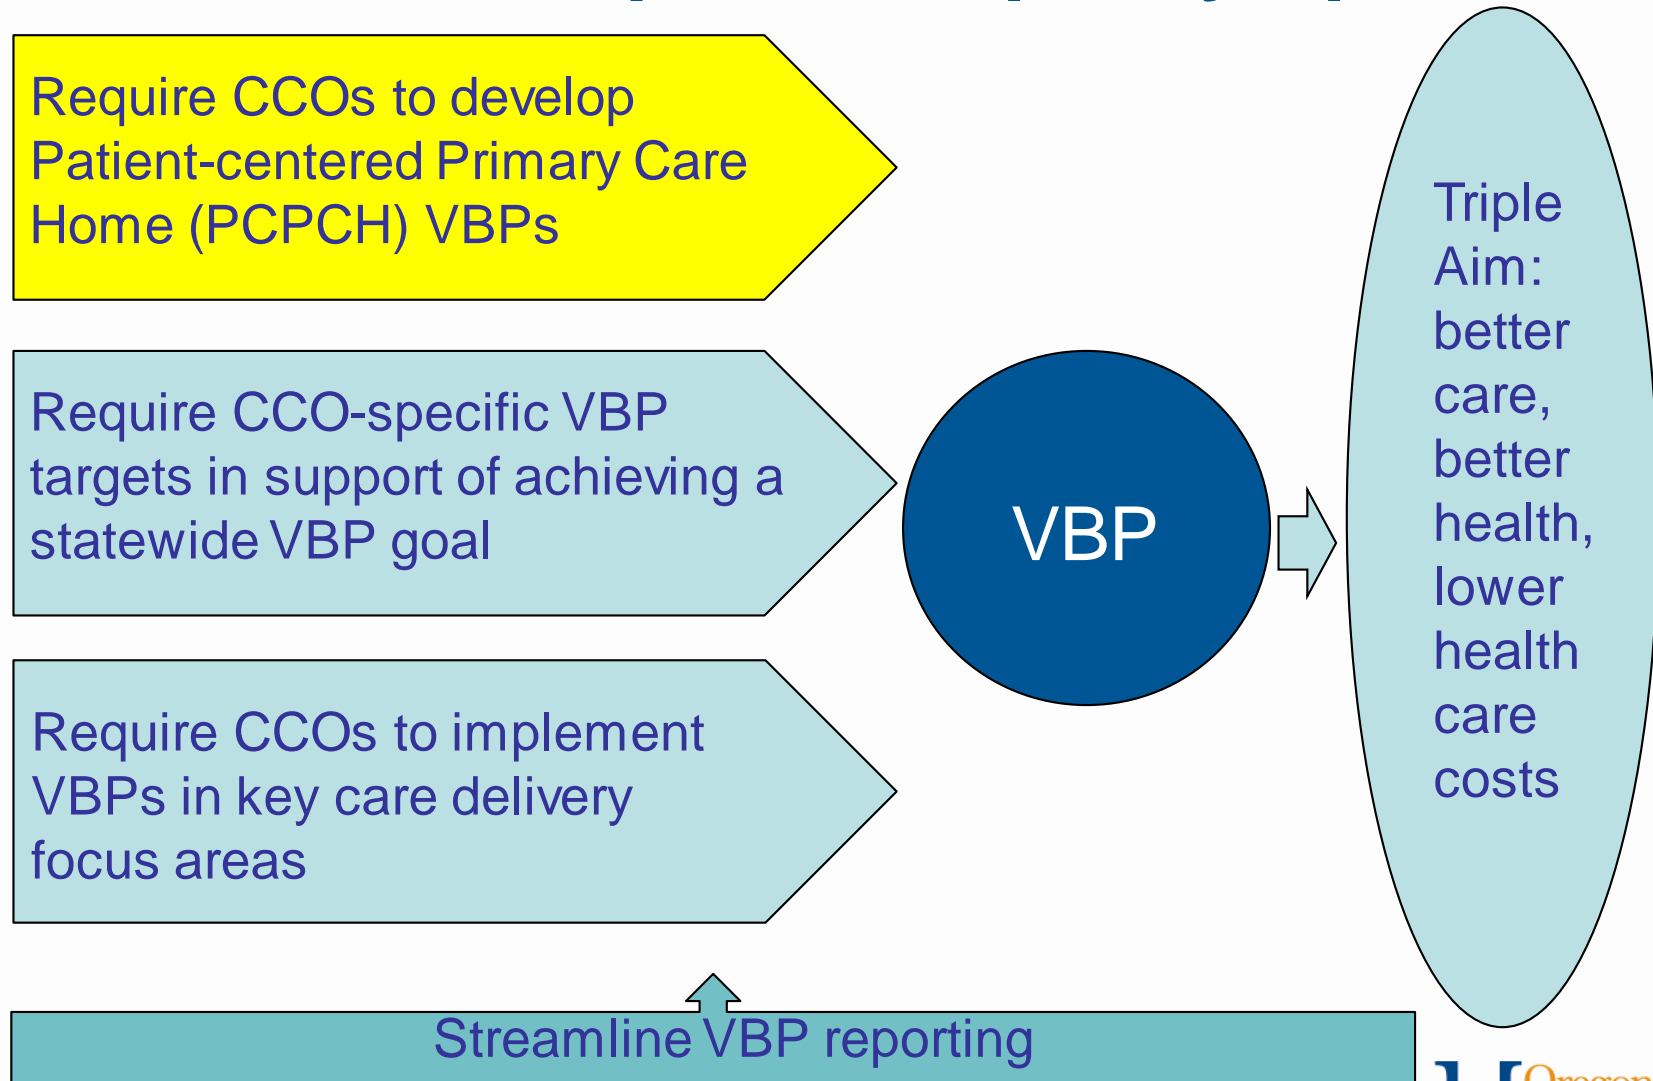 Require CCOs to develop
Patient-centered Primary Care
Home (PCPCH) VBPs
Require CCO-specific VBP
targets in support of achieving a
statewide VBP goal
Require CCOs to implement
VBPs in key care delivery
focus areas
VBP
Triple
Aim:
better
care,
better
health,
lower
health
care
costs
Streamline VBP reporting
Oregon